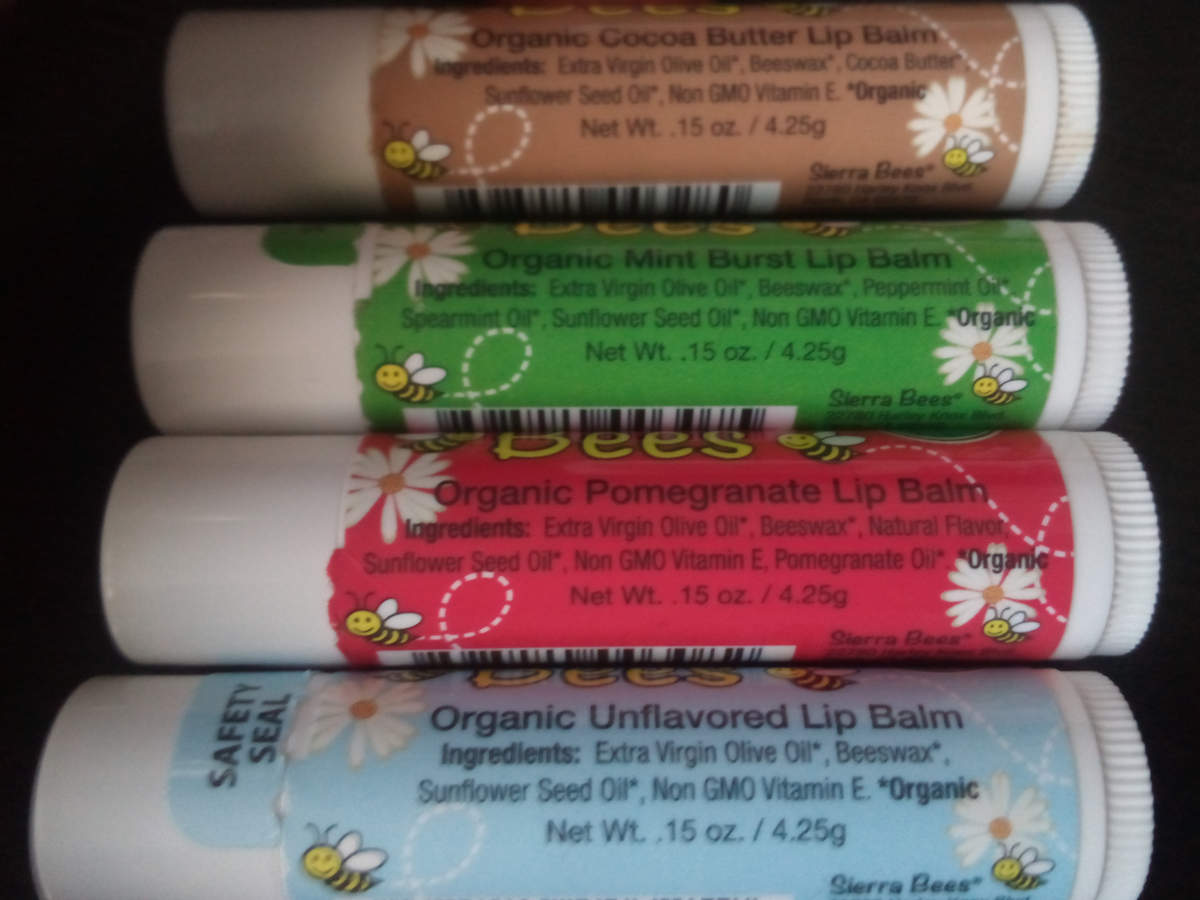 Bees
Organic Cocoa Butter Lip Balm
Ingredients: Extra Virgin Olive Oil*, Beeswax*, Cocoa Butter*
Sunflower Seed Oil*, Non GMO Vitamin E. *Organic
Net Wt. .15 oz. / 4.25g
Sierra Bees®
Bees
Organic Mint Burst Lip Balm
Ingredients: Extra Virgin Olive Oil*, Beeswax*, Peppermint Oil*,
Spearmint Oil*, Sunflower Seed Oil*, Non GMO Vitamin E. *Organic
Net Wt. .15 oz. / 4.25g
Sierra Bees®
Bees
Organic Pomegranate Lip Balm
Ingredients: Extra Virgin Olive Oil*, Beeswax*, Natural Flavor,
Sunflower Seed Oil*, Non GMO Vitamin E, Pomegranate Oil*. *Organic
Net Wt. .15 oz. / 4.25g
Sierra Bees®
SAFETY
SEAL
Bees
Organic Unflavored Lip Balm
Ingredients: Extra Virgin Olive Oil*, Beeswax*,
Sunflower Seed Oil*, Non GMO Vitamin E. *Organic
Net Wt. .15 oz. / 4.25g
Sierra Bees®